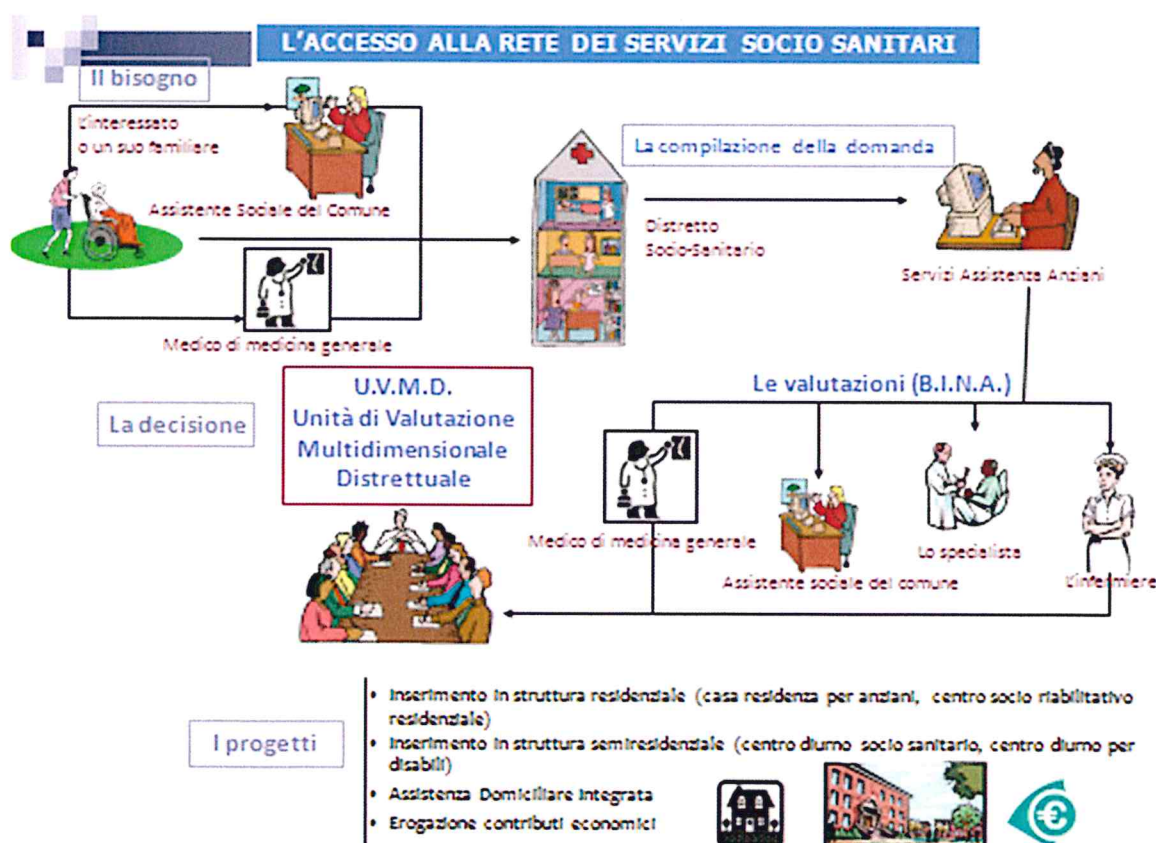 L'ACCESSO ALLA RETE DEI SERVIZI SOCIO SANITARI
Il bisogno
L'interessato
o un suo familiare
Assistente Sociale del Comune
Medico di medicina generale
La compilazione della domanda
Distretto
Socio-Sanitario
Servizi Assistenza Anziani
La decisione
U.V.M.D.
Unità di Valutazione
Multidimensionale
Distrettuale
Le valutazioni (B.I.N.A.)
Medico di medicina generale
Assistente sociale del comune
Lo specialista
L'infermiere
I progetti
• Inserimento in struttura residenziale (casa residenza per anziani, centro socio riabilitativo
residenziale)
• Inserimento in struttura semiresidenziale (centro diurno socio sanitario, centro diurno per
disabili)
• Assistenza Domiciliare Integrata
• Erogazione contributi economici
€